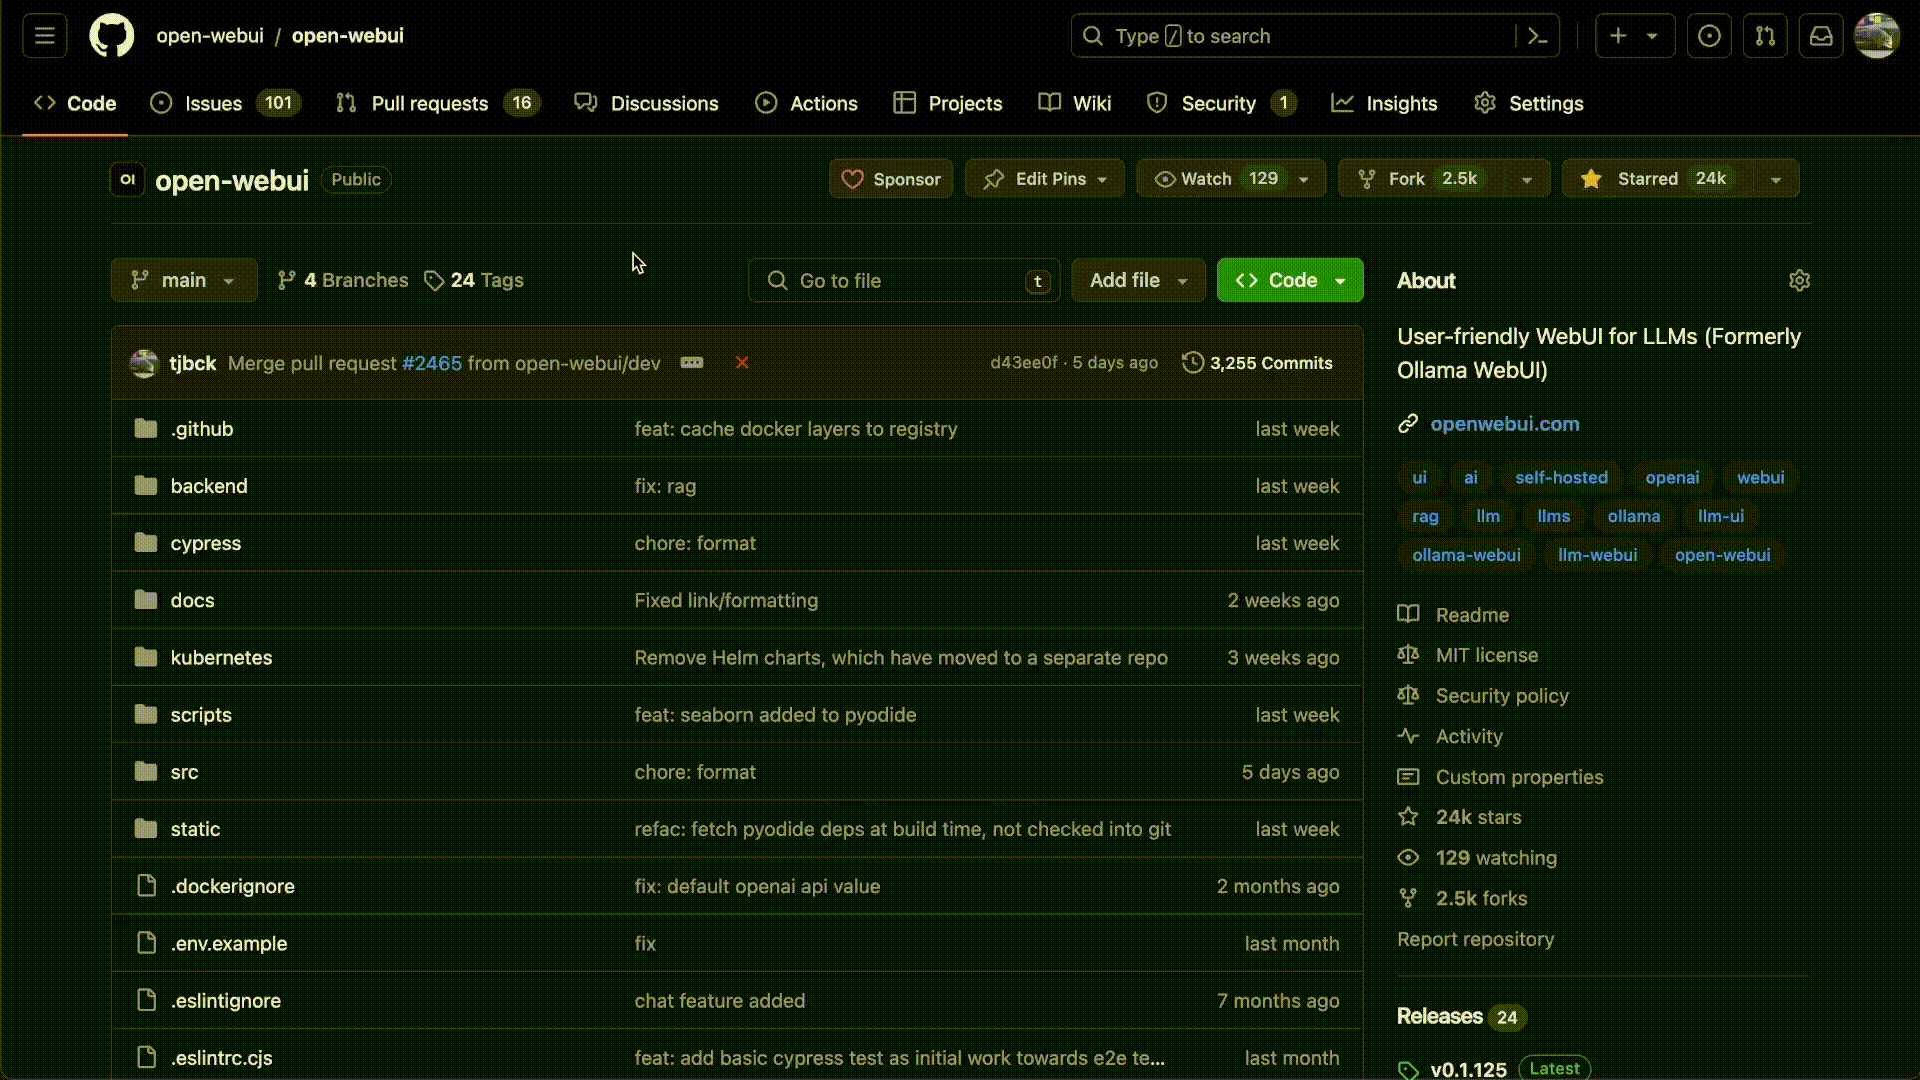 open-webui / open-webui
Type / to search
Code
Issues 101
Pull requests 16
Discussions
Actions
Projects
Wiki
Security 1
Insights
Settings
OI open-webui Public
Sponsor
Edit Pins
Watch 129
Fork 2.5k
Starred 24k
main
4 Branches
24 Tags
Go to file t
Add file
Code
tjbck Merge pull request #2465 from open-webui/dev d43ee0f · 5 days ago 3,255 Commits
.github feat: cache docker layers to registry last week
backend fix: rag last week
cypress chore: format last week
docs Fixed link/formatting 2 weeks ago
kubernetes Remove Helm charts, which have moved to a separate repo 3 weeks ago
scripts feat: seaborn added to pyodide last week
src chore: format 5 days ago
static refac: fetch pyodide deps at build time, not checked into git last week
.dockerignore fix: default openai api value 2 months ago
.env.example fix last month
.eslintignore chat feature added 7 months ago
.eslintrc.cjs feat: add basic cypress test as initial work towards e2e te... last month
About
User-friendly WebUI for LLMs (Formerly
Ollama WebUI)
openwebui.com
ui ai self-hosted openai webui
rag llm llms ollama llm-ui
ollama-webui llm-webui open-webui
Readme
MIT license
Security policy
Activity
Custom properties
24k stars
129 watching
2.5k forks
Report repository
Releases 24
v0.1.125 Latest